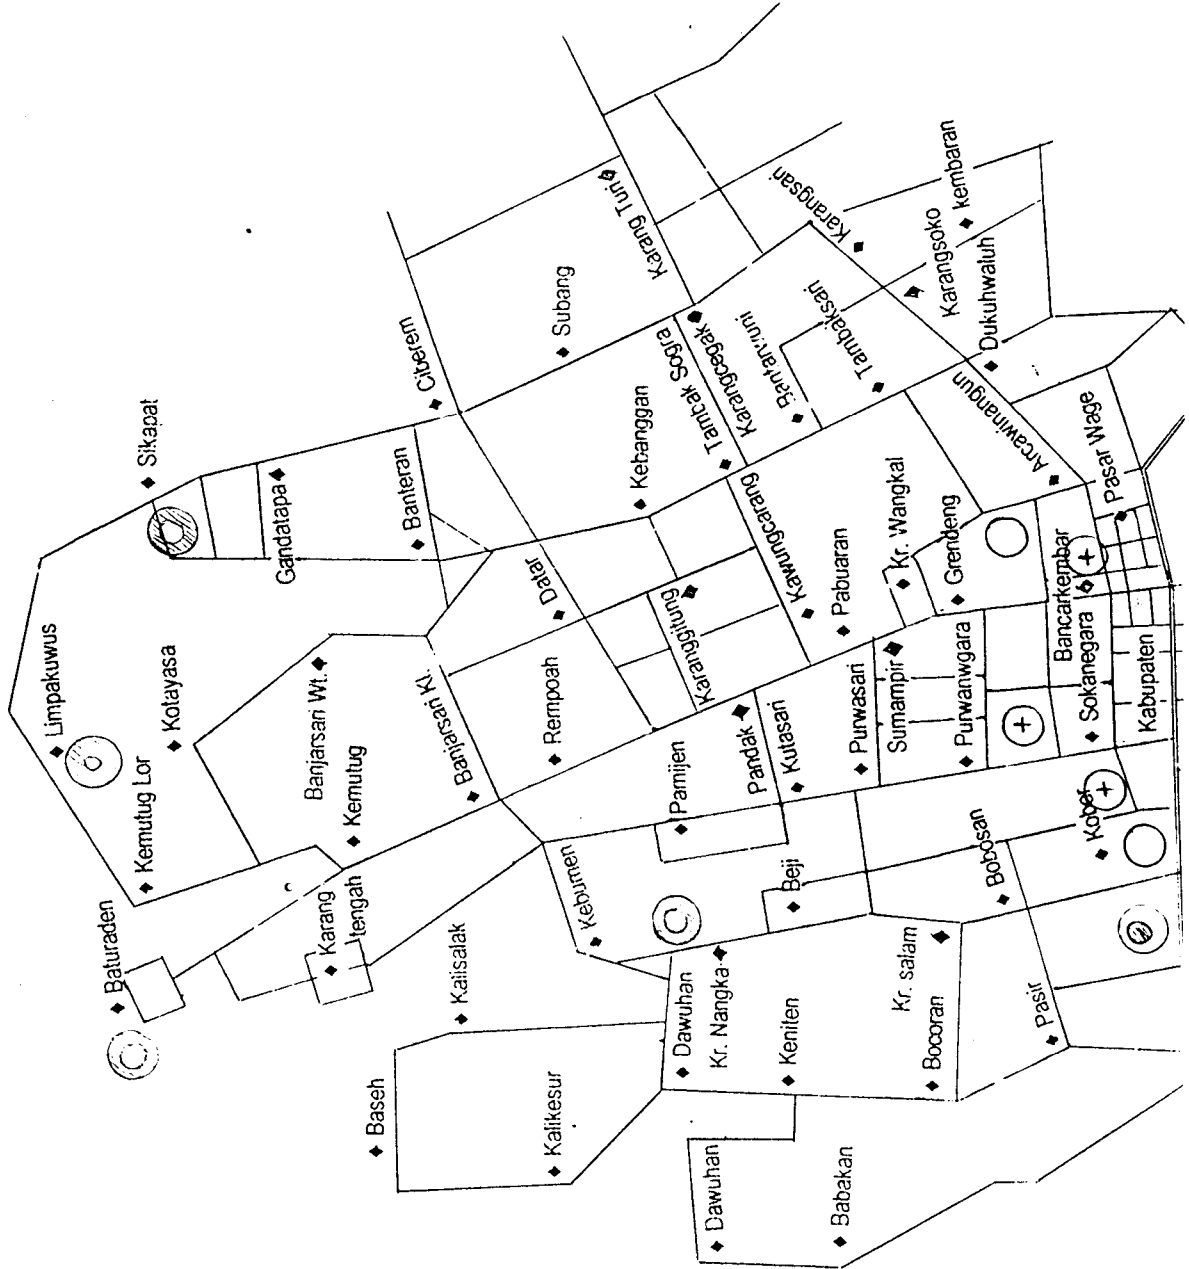 Limpakuwus
Kotayasa
Kemutug Lor
Sikapat
Gandatapa
Banteran
Ciberem
Banjarsari Wt.
Kemutug
Banjarsari Kl.
Baturaden
Karang
tengah
Kalisalak
Baseh
Kalikesur
Datar
Rempoah
Subang
Karang Turi
Kebanggan
Tambak Sogra
Karangcegak
Tambaksari
Karangsari
Karangsoko
kembaran
Dukuhwaluh
Arcawinangun
Pasar Wage
Karanggitung
Kawungcarang
Pabuaran
Kr. Wangkal
Grendeng
Bancarkembar
Pamijen
Pandak
Kutasari
Purwasari
Sumampir
Purwanwgara
Sokanegara
Kabupaten
Kebumen
Beji
Bobosan
Kober
Dawuhan
Kr. Nangka
Keniten
Kr. salam
Bocoran
Pasir
Dawuhan
Babakan